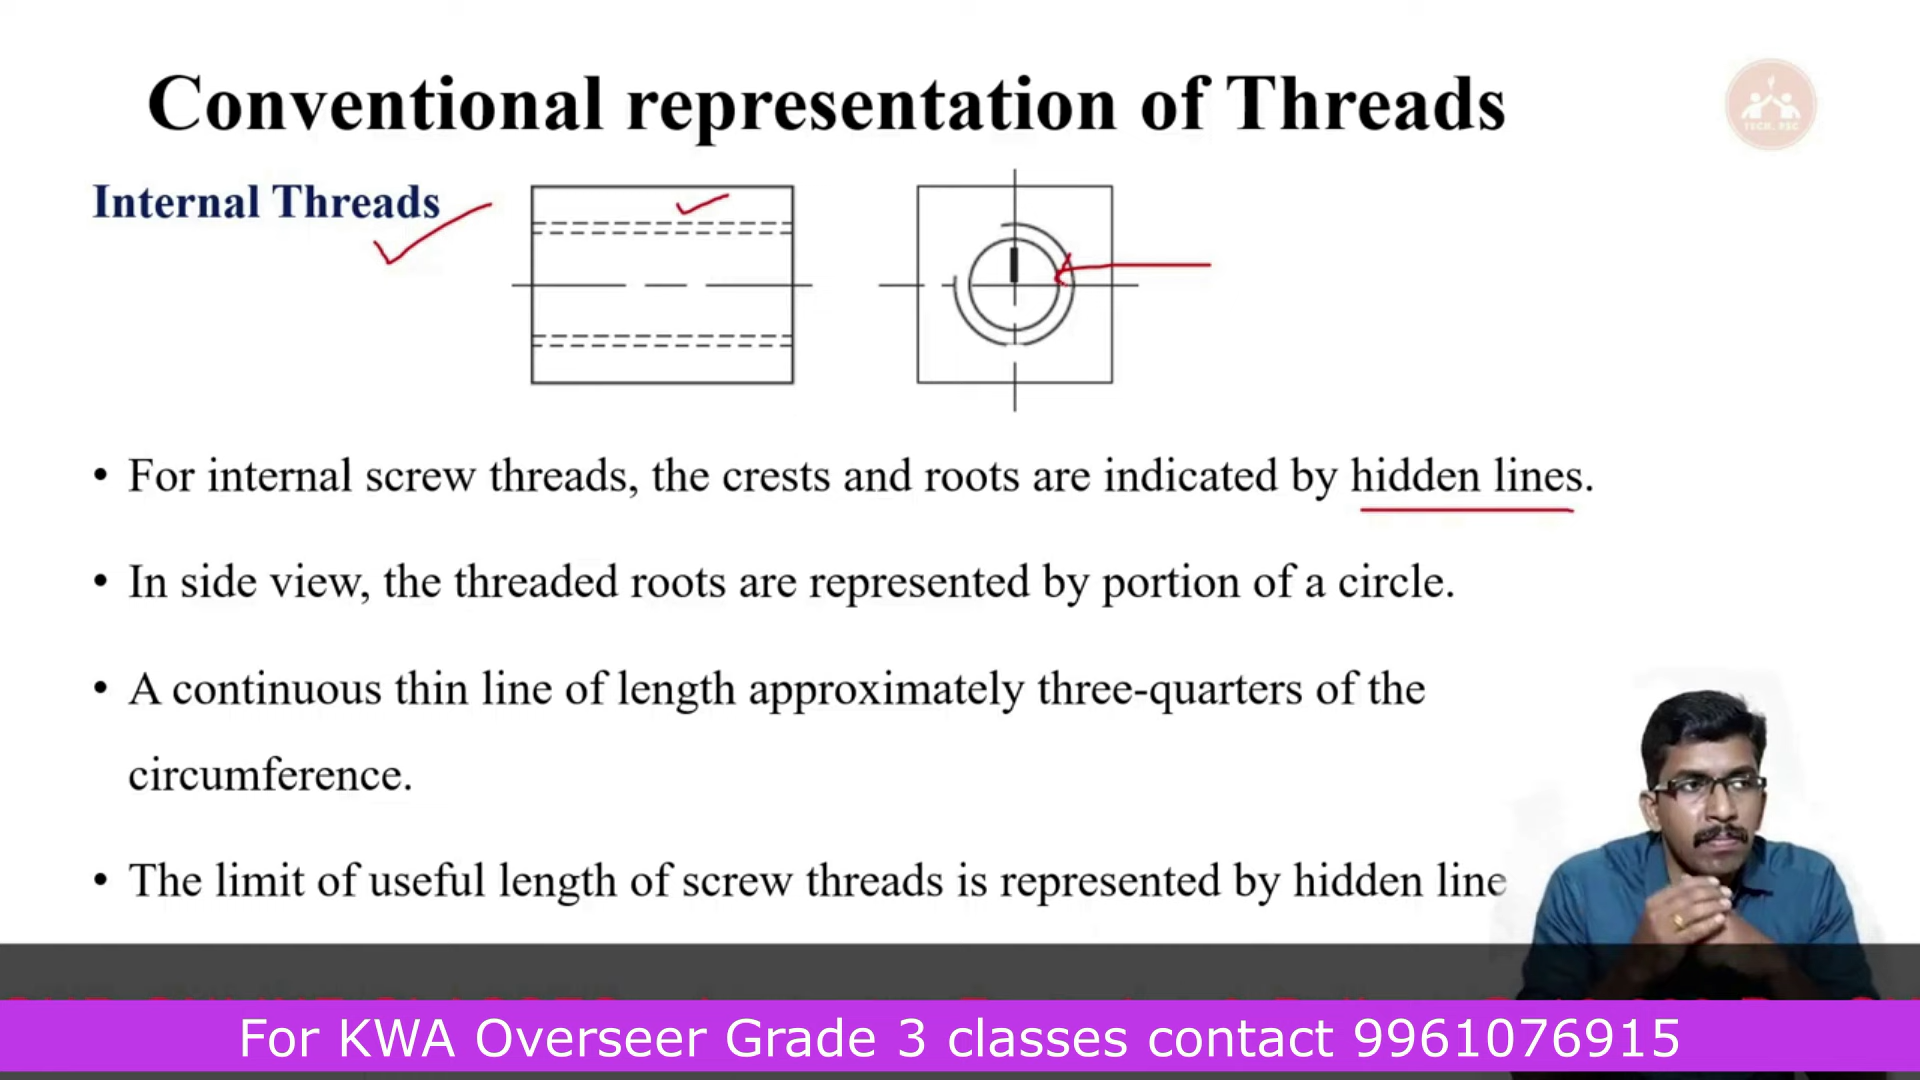 Conventional representation of Threads
TECH. PSC
Internal Threads
• For internal screw threads, the crests and roots are indicated by hidden lines.
• In side view, the threaded roots are represented by portion of a circle.
• A continuous thin line of length approximately three-quarters of the
circumference.
• The limit of useful length of screw threads is represented by hidden line
For KWA Overseer Grade 3 classes contact 9961076915